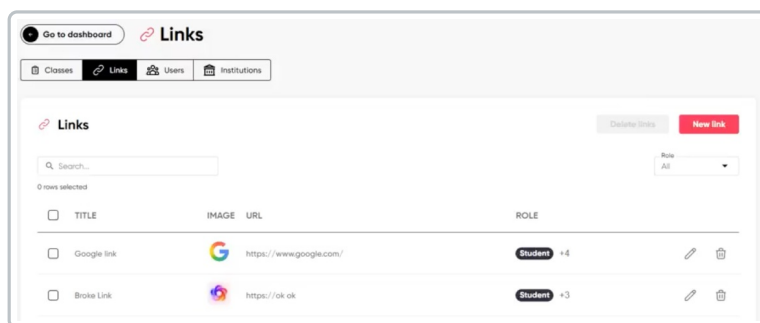 Go to dashboard
Links
Classes
Links
Users
Institutions
Links
Delete links
New link
Search...
Role
All
0 rows selected
TITLE IMAGE URL ROLE
Google link https://www.google.com/ Student +4
Broke Link https://ok ok Student +3